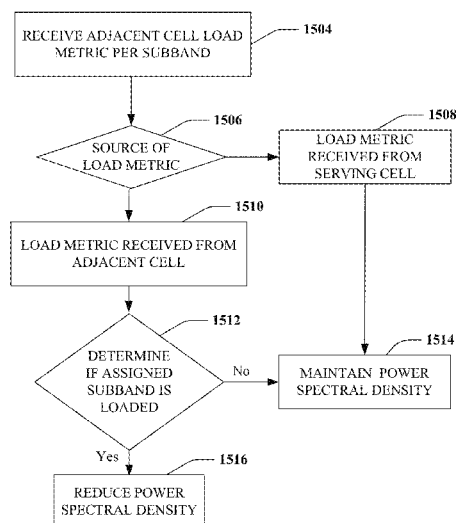 RECEIVE ADJACENT CELL LOAD
METRIC PER SUBBAND
1504
1506
SOURCE OF
LOAD METRIC
1508
LOAD METRIC
RECEIVED FROM
SERVING CELL
1510
LOAD METRIC RECEIVED FROM
ADJACENT CELL
1512
DETERMINE
IF ASSIGNED
SUBBAND IS
LOADED
No
1514
MAINTAIN POWER
SPECTRAL DENSITY
Yes
1516
REDUCE POWER
SPECTRAL DENSITY